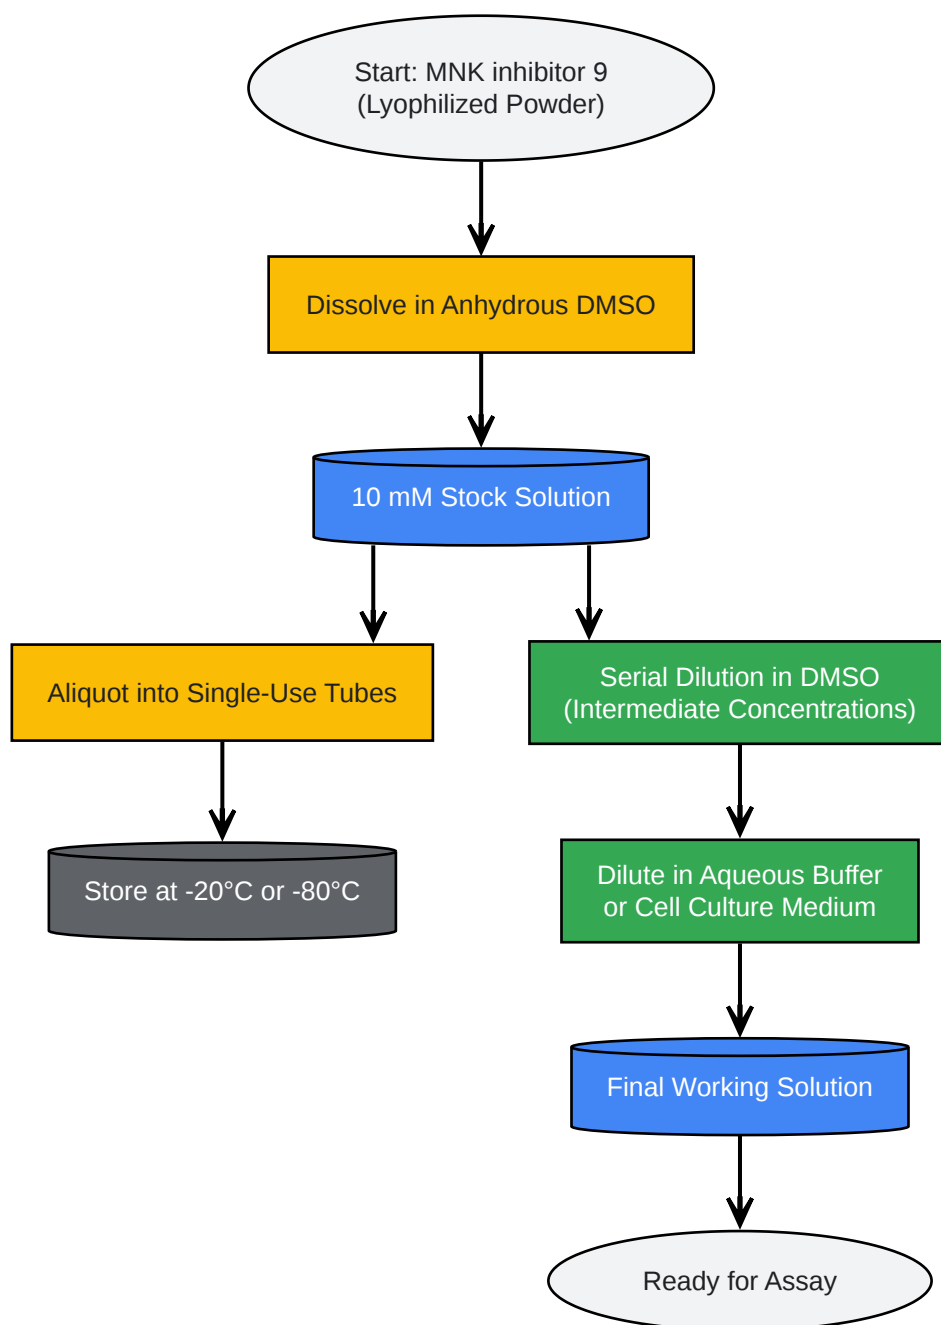 Start: MNK inhibitor 9
(Lyophilized Powder)
Dissolve in Anhydrous DMSO
10 mM Stock Solution
Aliquot into Single-Use Tubes
Store at -20°C or -80°C
Serial Dilution in DMSO
(Intermediate Concentrations)
Dilute in Aqueous Buffer
or Cell Culture Medium
Final Working Solution
Ready for Assay